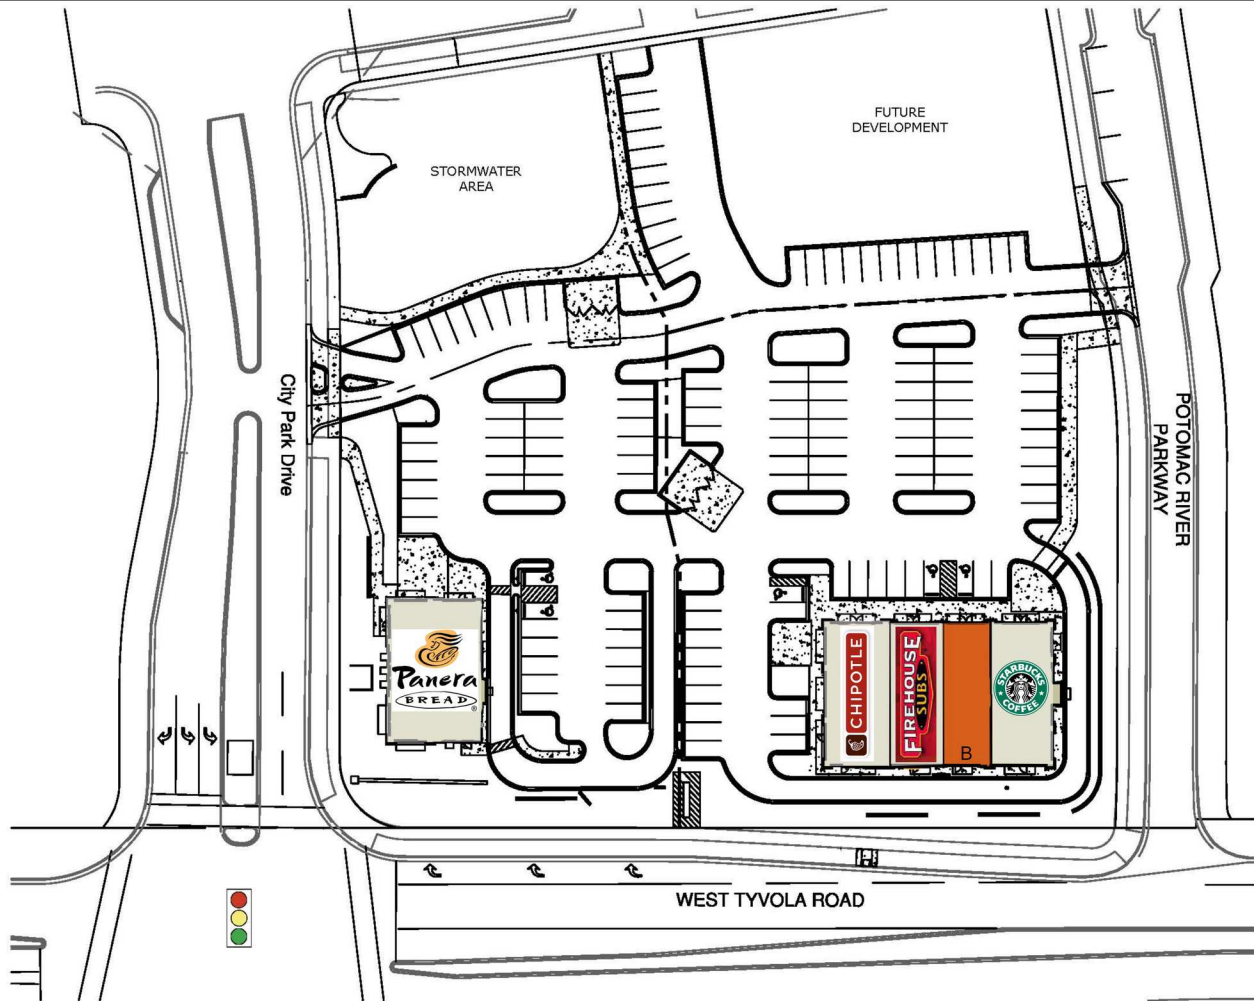 FUTURE
DEVELOPMENT
STORMWATER
AREA
City Park Drive
POTOMAC RIVER
PARKWAY
Panera
BREAD
®
CHIPOTLE
FIREHOUSE
SUBS
B
STARBUCKS
COFFEE
WEST TYVOLA ROAD